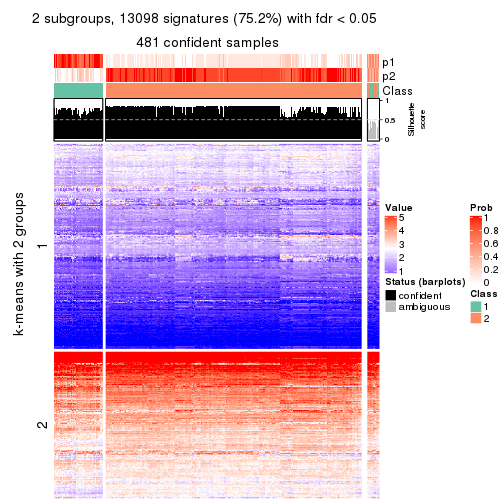 2 subgroups, 13098 signatures (75.2%) with fdr < 0.05
481 confident samples
p1
p2
Class
1
0.5
0
Silhouette
score
k-means with 2 groups
1
2
Value
5
4
3
2
1
Status (barplots)
confident
ambiguous
Prob
1
0.8
0.6
0.4
0.2
0
Class
1
2